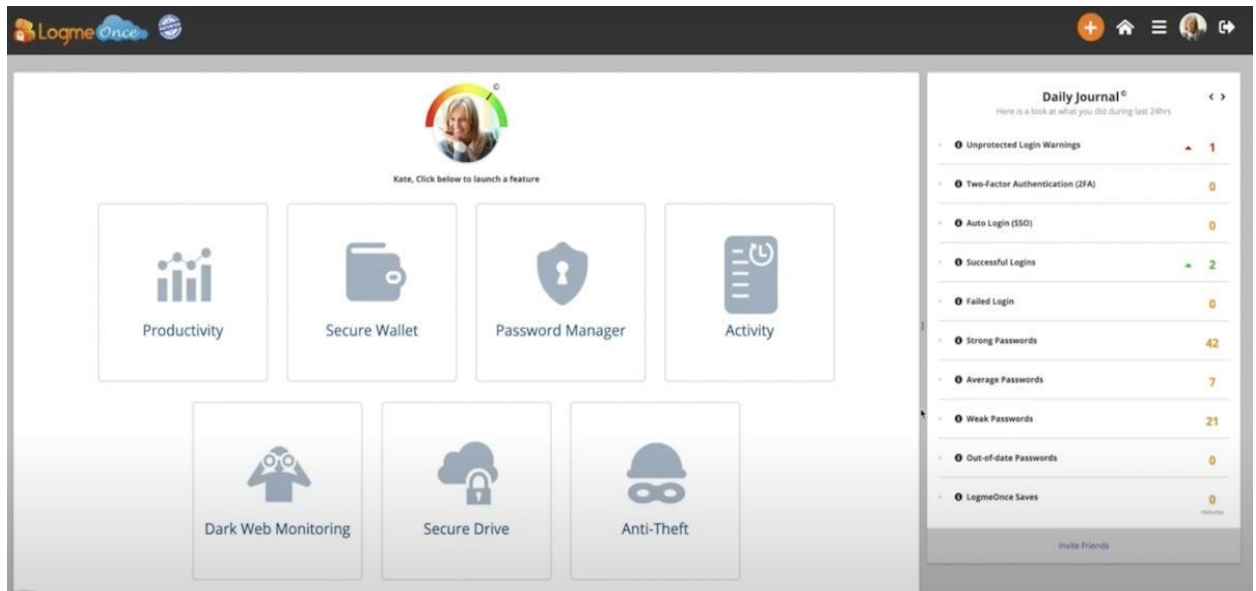 Logme Once
Kate, Click below to launch a feature
Productivity
Secure Wallet
Password Manager
Activity
Dark Web Monitoring
Secure Drive
Anti-Theft
Daily Journal©
< >
Here is a look at what you did during last 24hrs
Unprotected Login Warnings 1
Two-Factor Authentication (2FA) 0
Auto Login (SSO) 0
Successful Logins 2
Failed Login 0
Strong Passwords 42
Average Passwords 7
Weak Passwords 21
Out-of-date Passwords 0
LogmeOnce Saves 0
minutes
Invite Friends